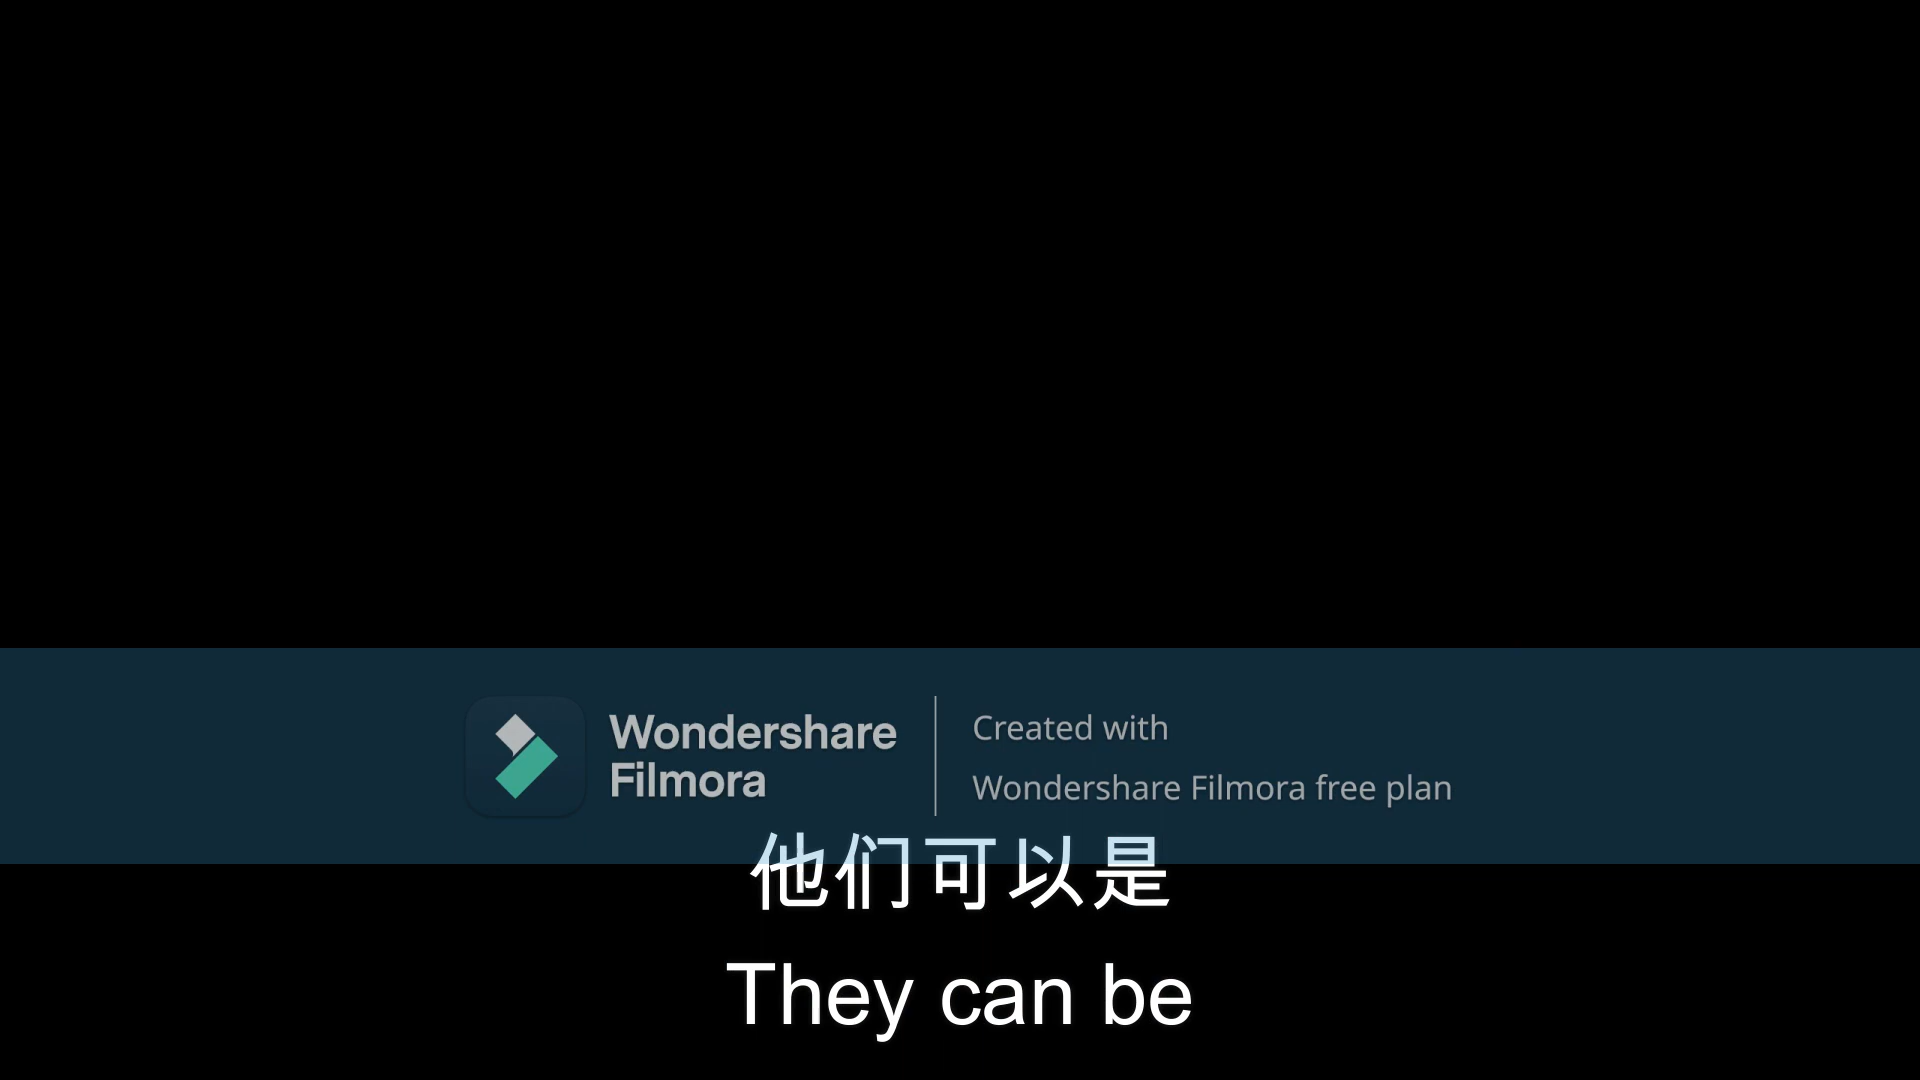 Wondershare
Filmora
Created with
Wondershare Filmora free plan
他们可以是
They can be